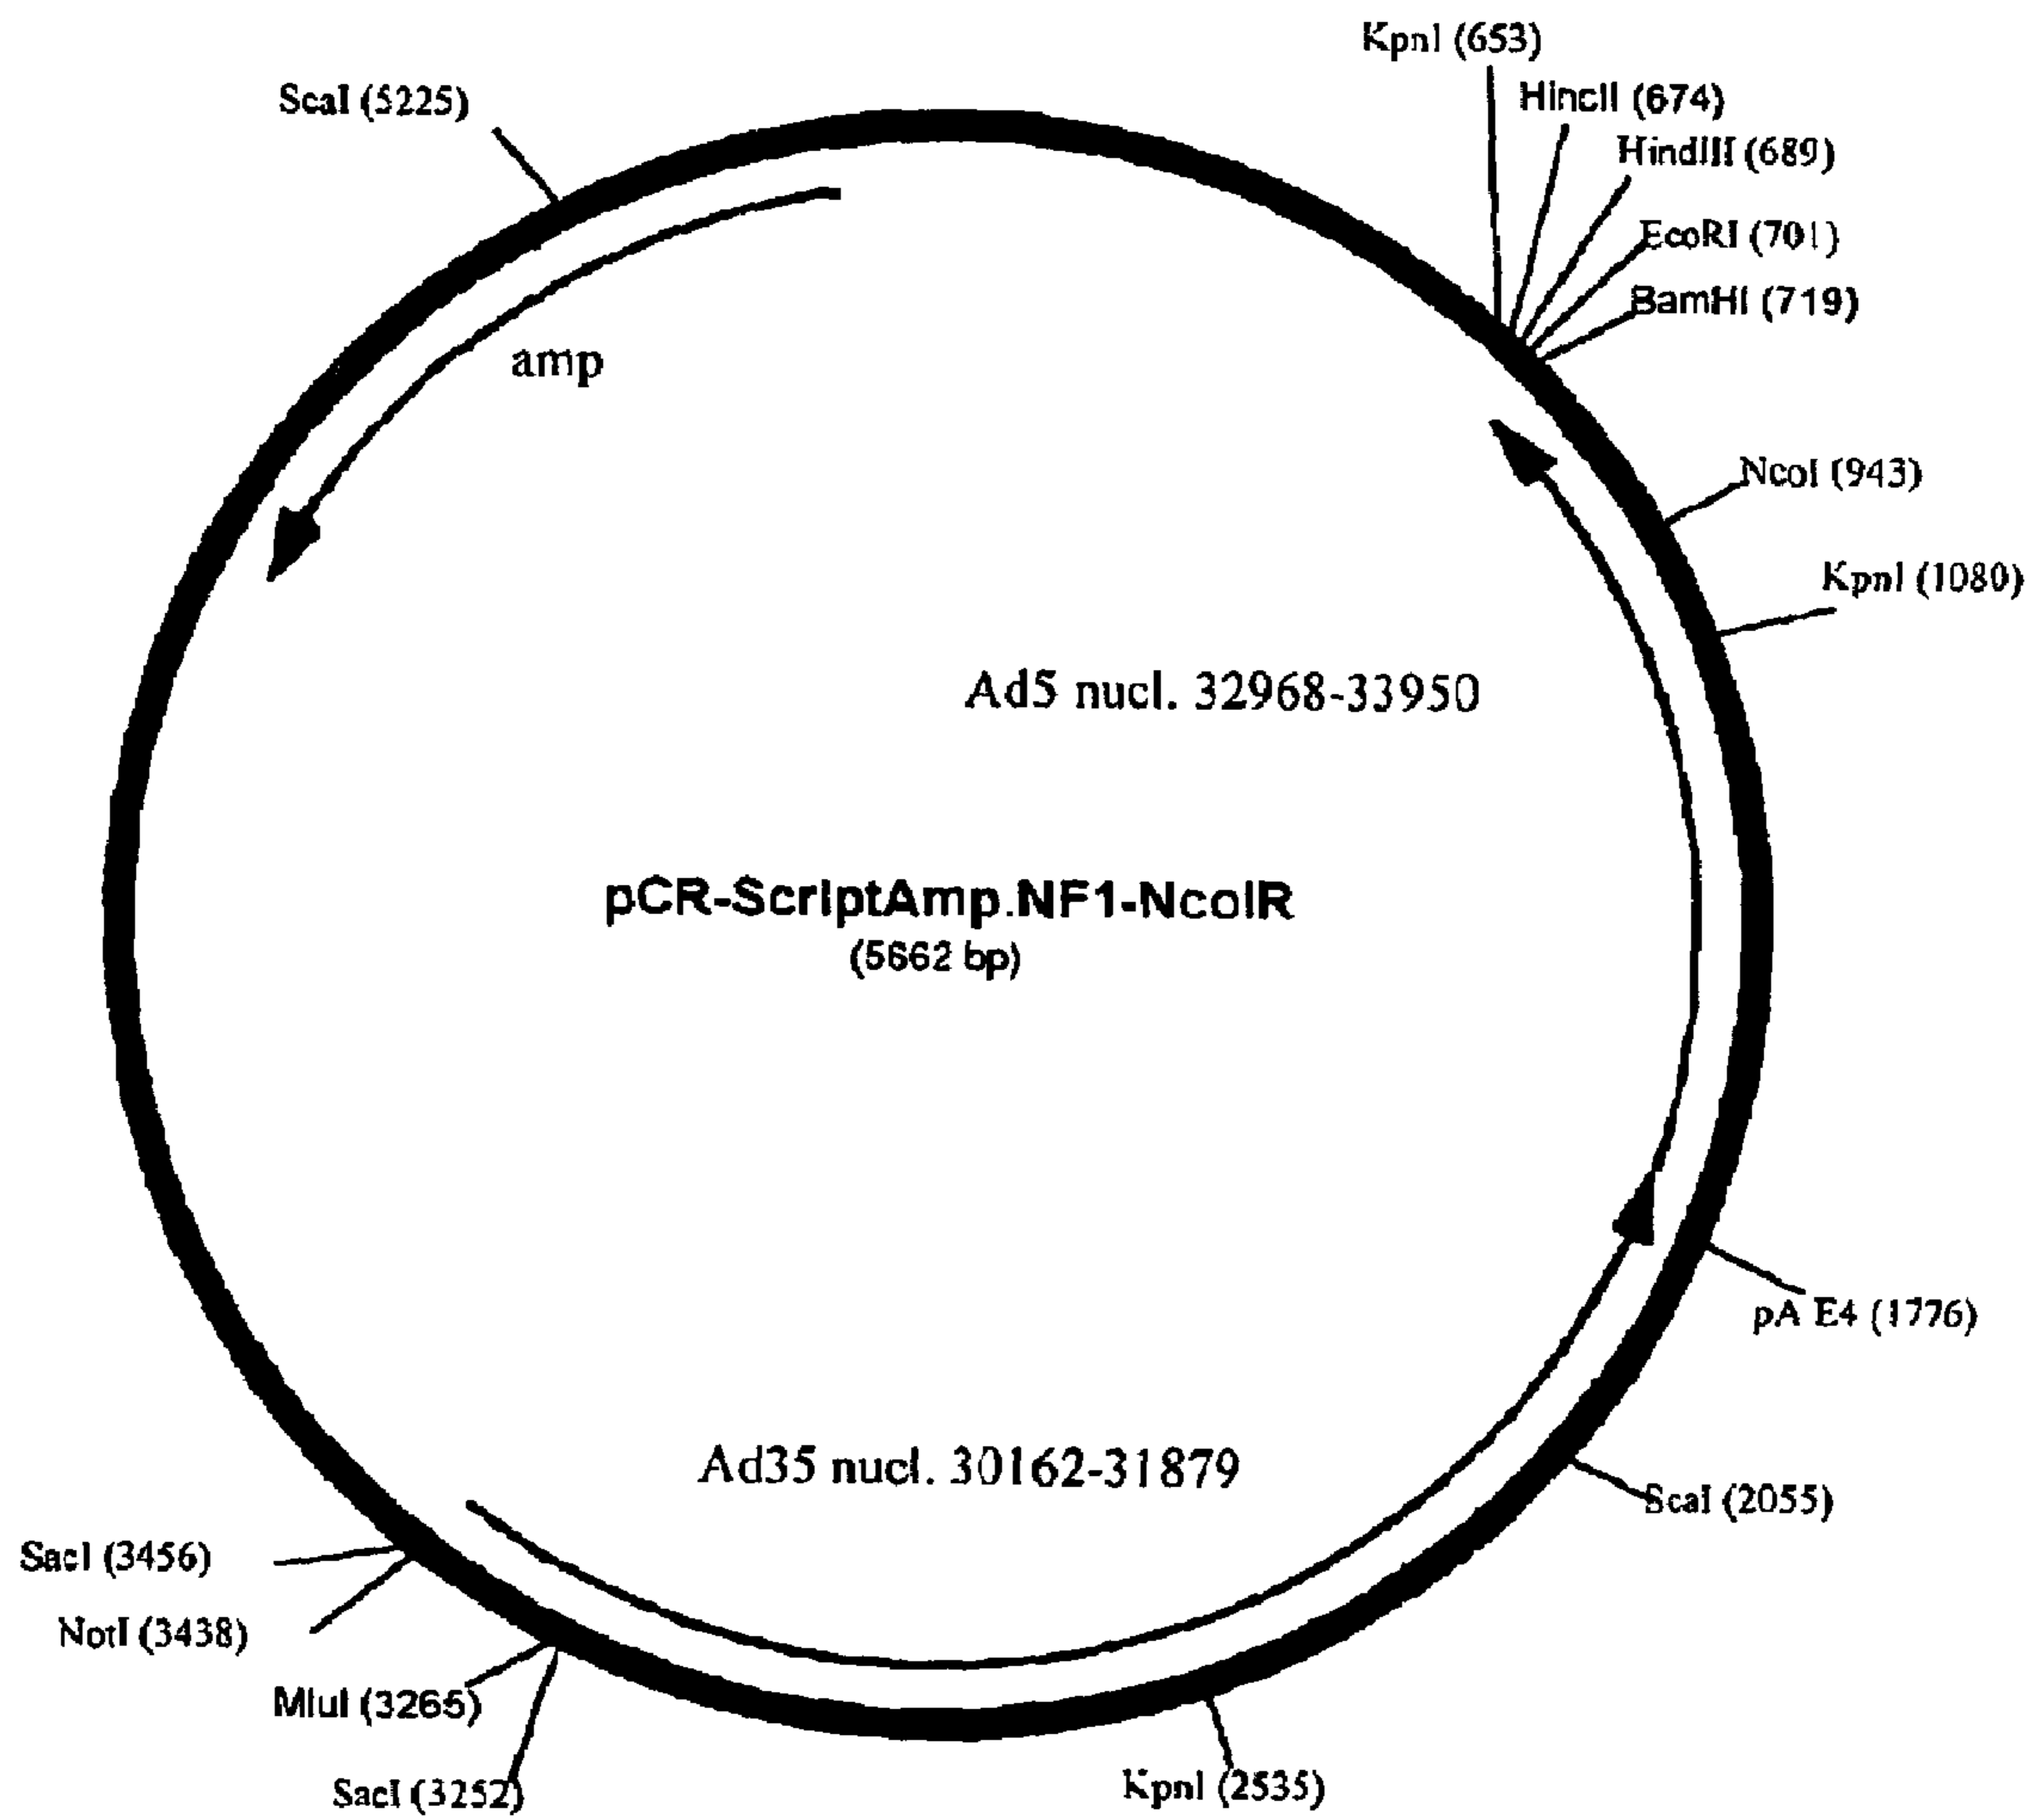 KpnI (653)
ScaI (5225)
HincII (674)
HindIII (689)
EcoRI (701)
BamHI (719)
amp
NcoI (943)
KpnI (1080)
Ad5 nucl. 32968-33950
pCR-ScriptAmp.NF1-NcoIR
(5662 bp)
pA E4 (1776)
Ad35 nucl. 30162-31879
ScaI (2055)
SacI (3456)
NotI (3438)
MluI (3265)
SacI (3252)
KpnI (2535)